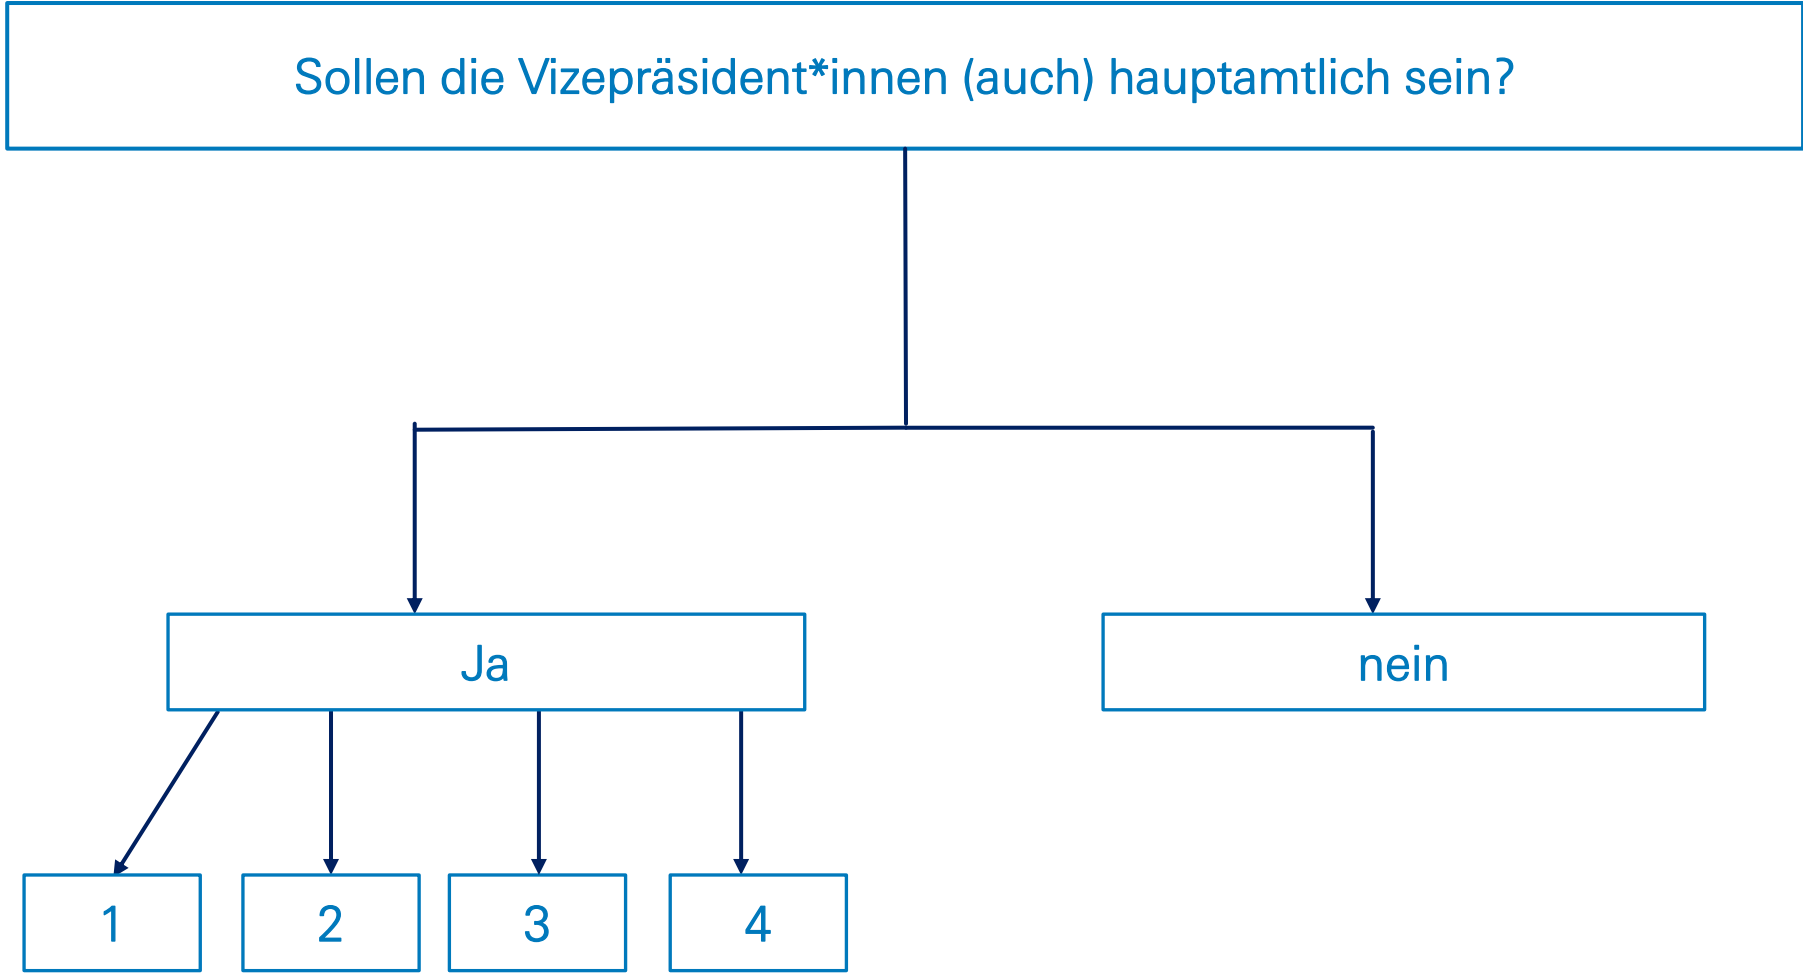 Sollen die Vizepräsident*innen (auch) hauptamtlich sein?
Ja
nein
1
2
3
4